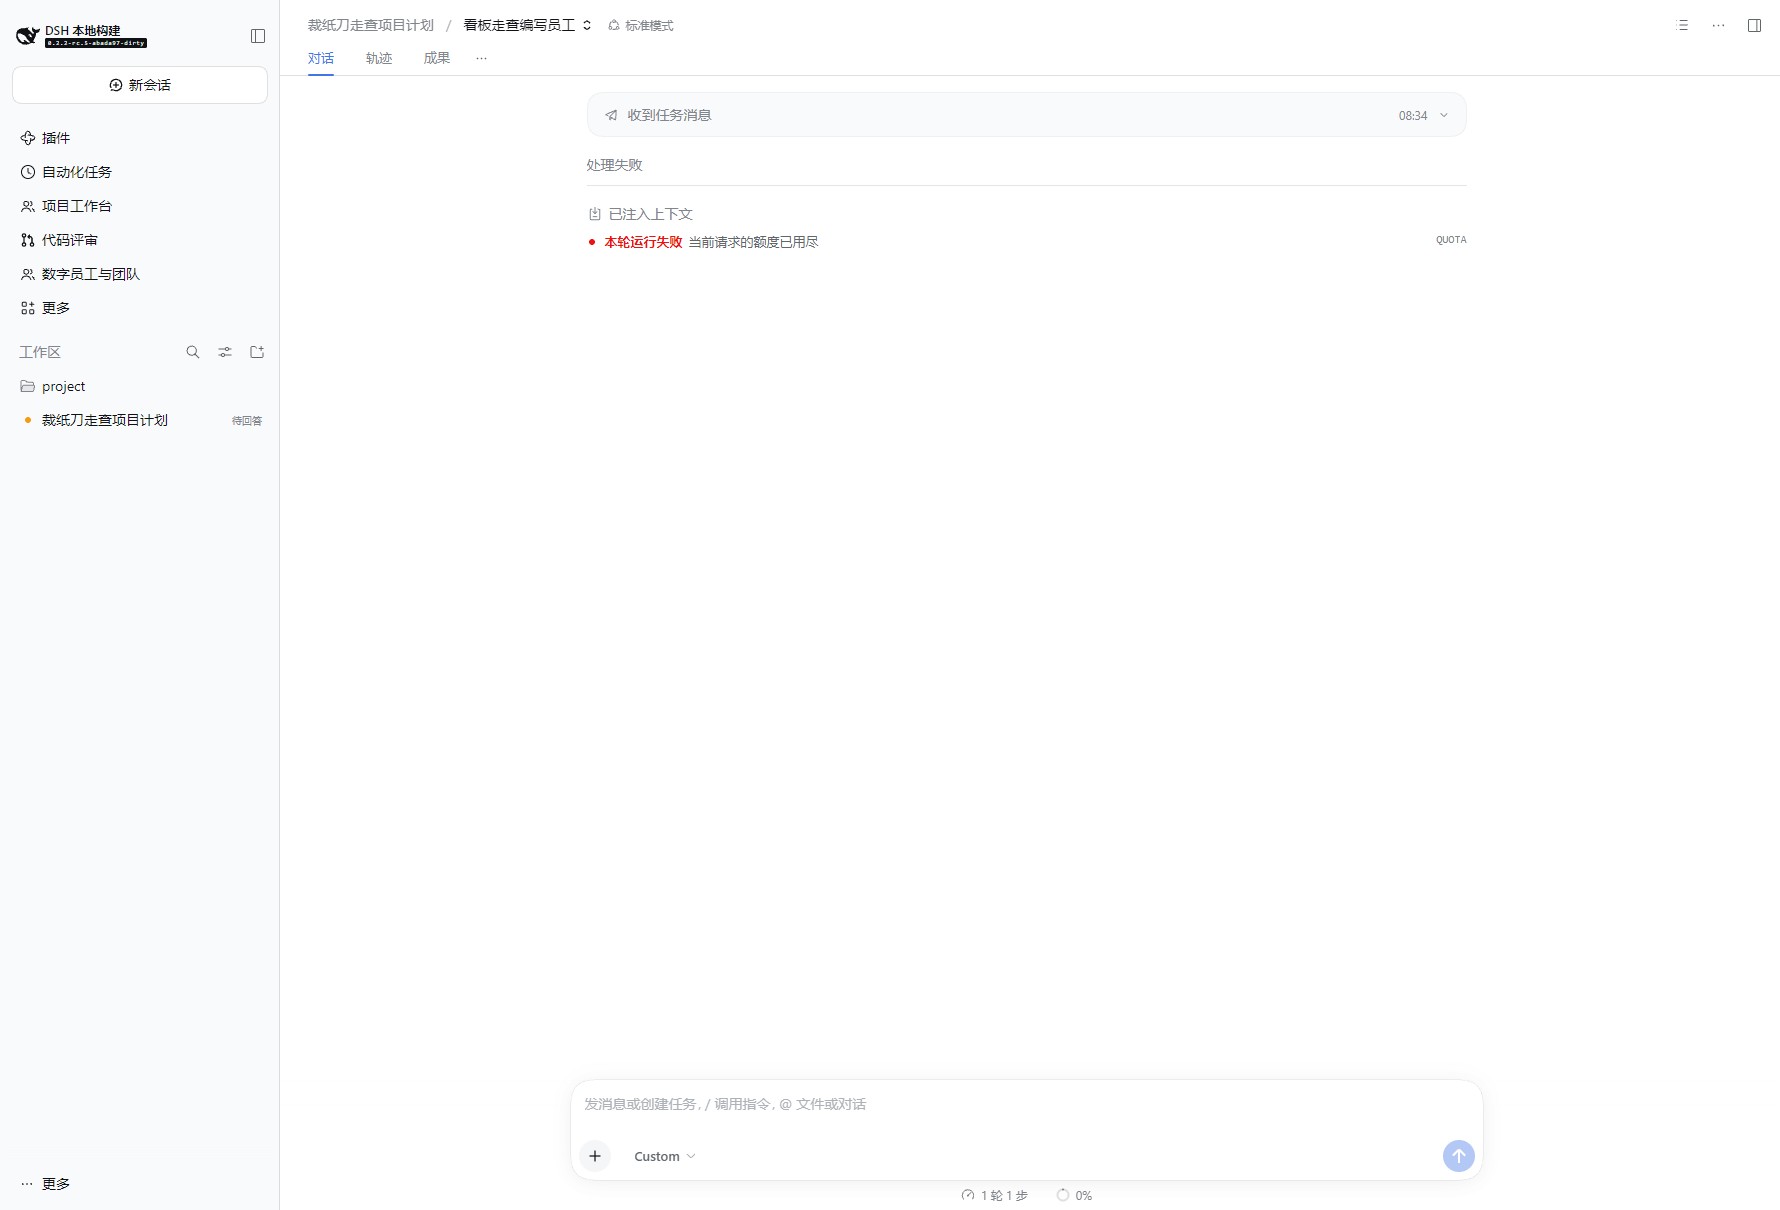 DSH 本地构建
0.3.2-rc.5-abada97-dirty
新会话
插件
自动化任务
项目工作台
代码评审
数字员工与团队
更多
工作区
project
裁纸刀走查项目计划 待回答
更多
裁纸刀走查项目计划 / 看板走查编写员工 标准模式
对话 轨迹 成果 ···
收到任务消息 08:34
处理失败
已注入上下文
本轮运行失败 当前请求的额度已用尽 QUOTA
发消息或创建任务, / 调用指令, @ 文件或对话
Custom
1 轮 1 步 0%